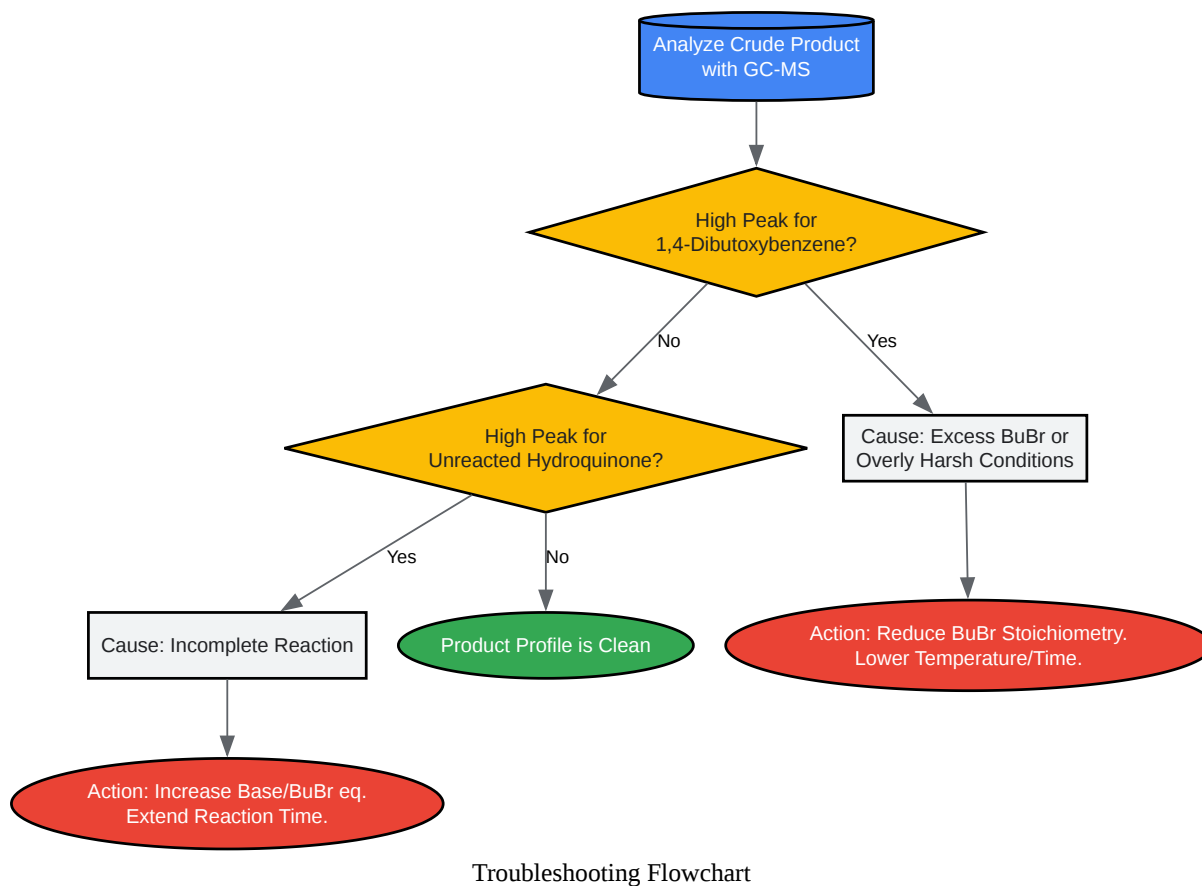 Analyze Crude Product
with GC-MS
High Peak for
1,4-Dibutoxybenzene?
No
Yes
High Peak for
Unreacted Hydroquinone?
Cause: Excess BuBr or
Overly Harsh Conditions
Yes
No
Cause: Incomplete Reaction
Product Profile is Clean
Action: Reduce BuBr Stoichiometry.
Lower Temperature/Time.
Action: Increase Base/BuBr eq.
Extend Reaction Time.
Troubleshooting Flowchart